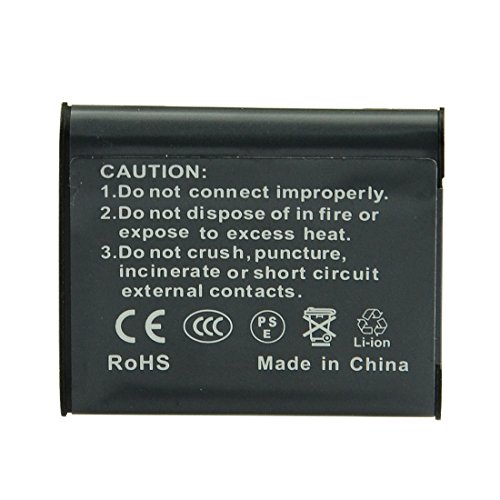 CAUTION:
1.Do not connect improperly.
2.Do not dispose of in fire or
expose to excess heat.
3.Do not crush, puncture,
incinerate or short circuit
external contacts.
CE CCC PS E Li-ion
RoHS Made in China